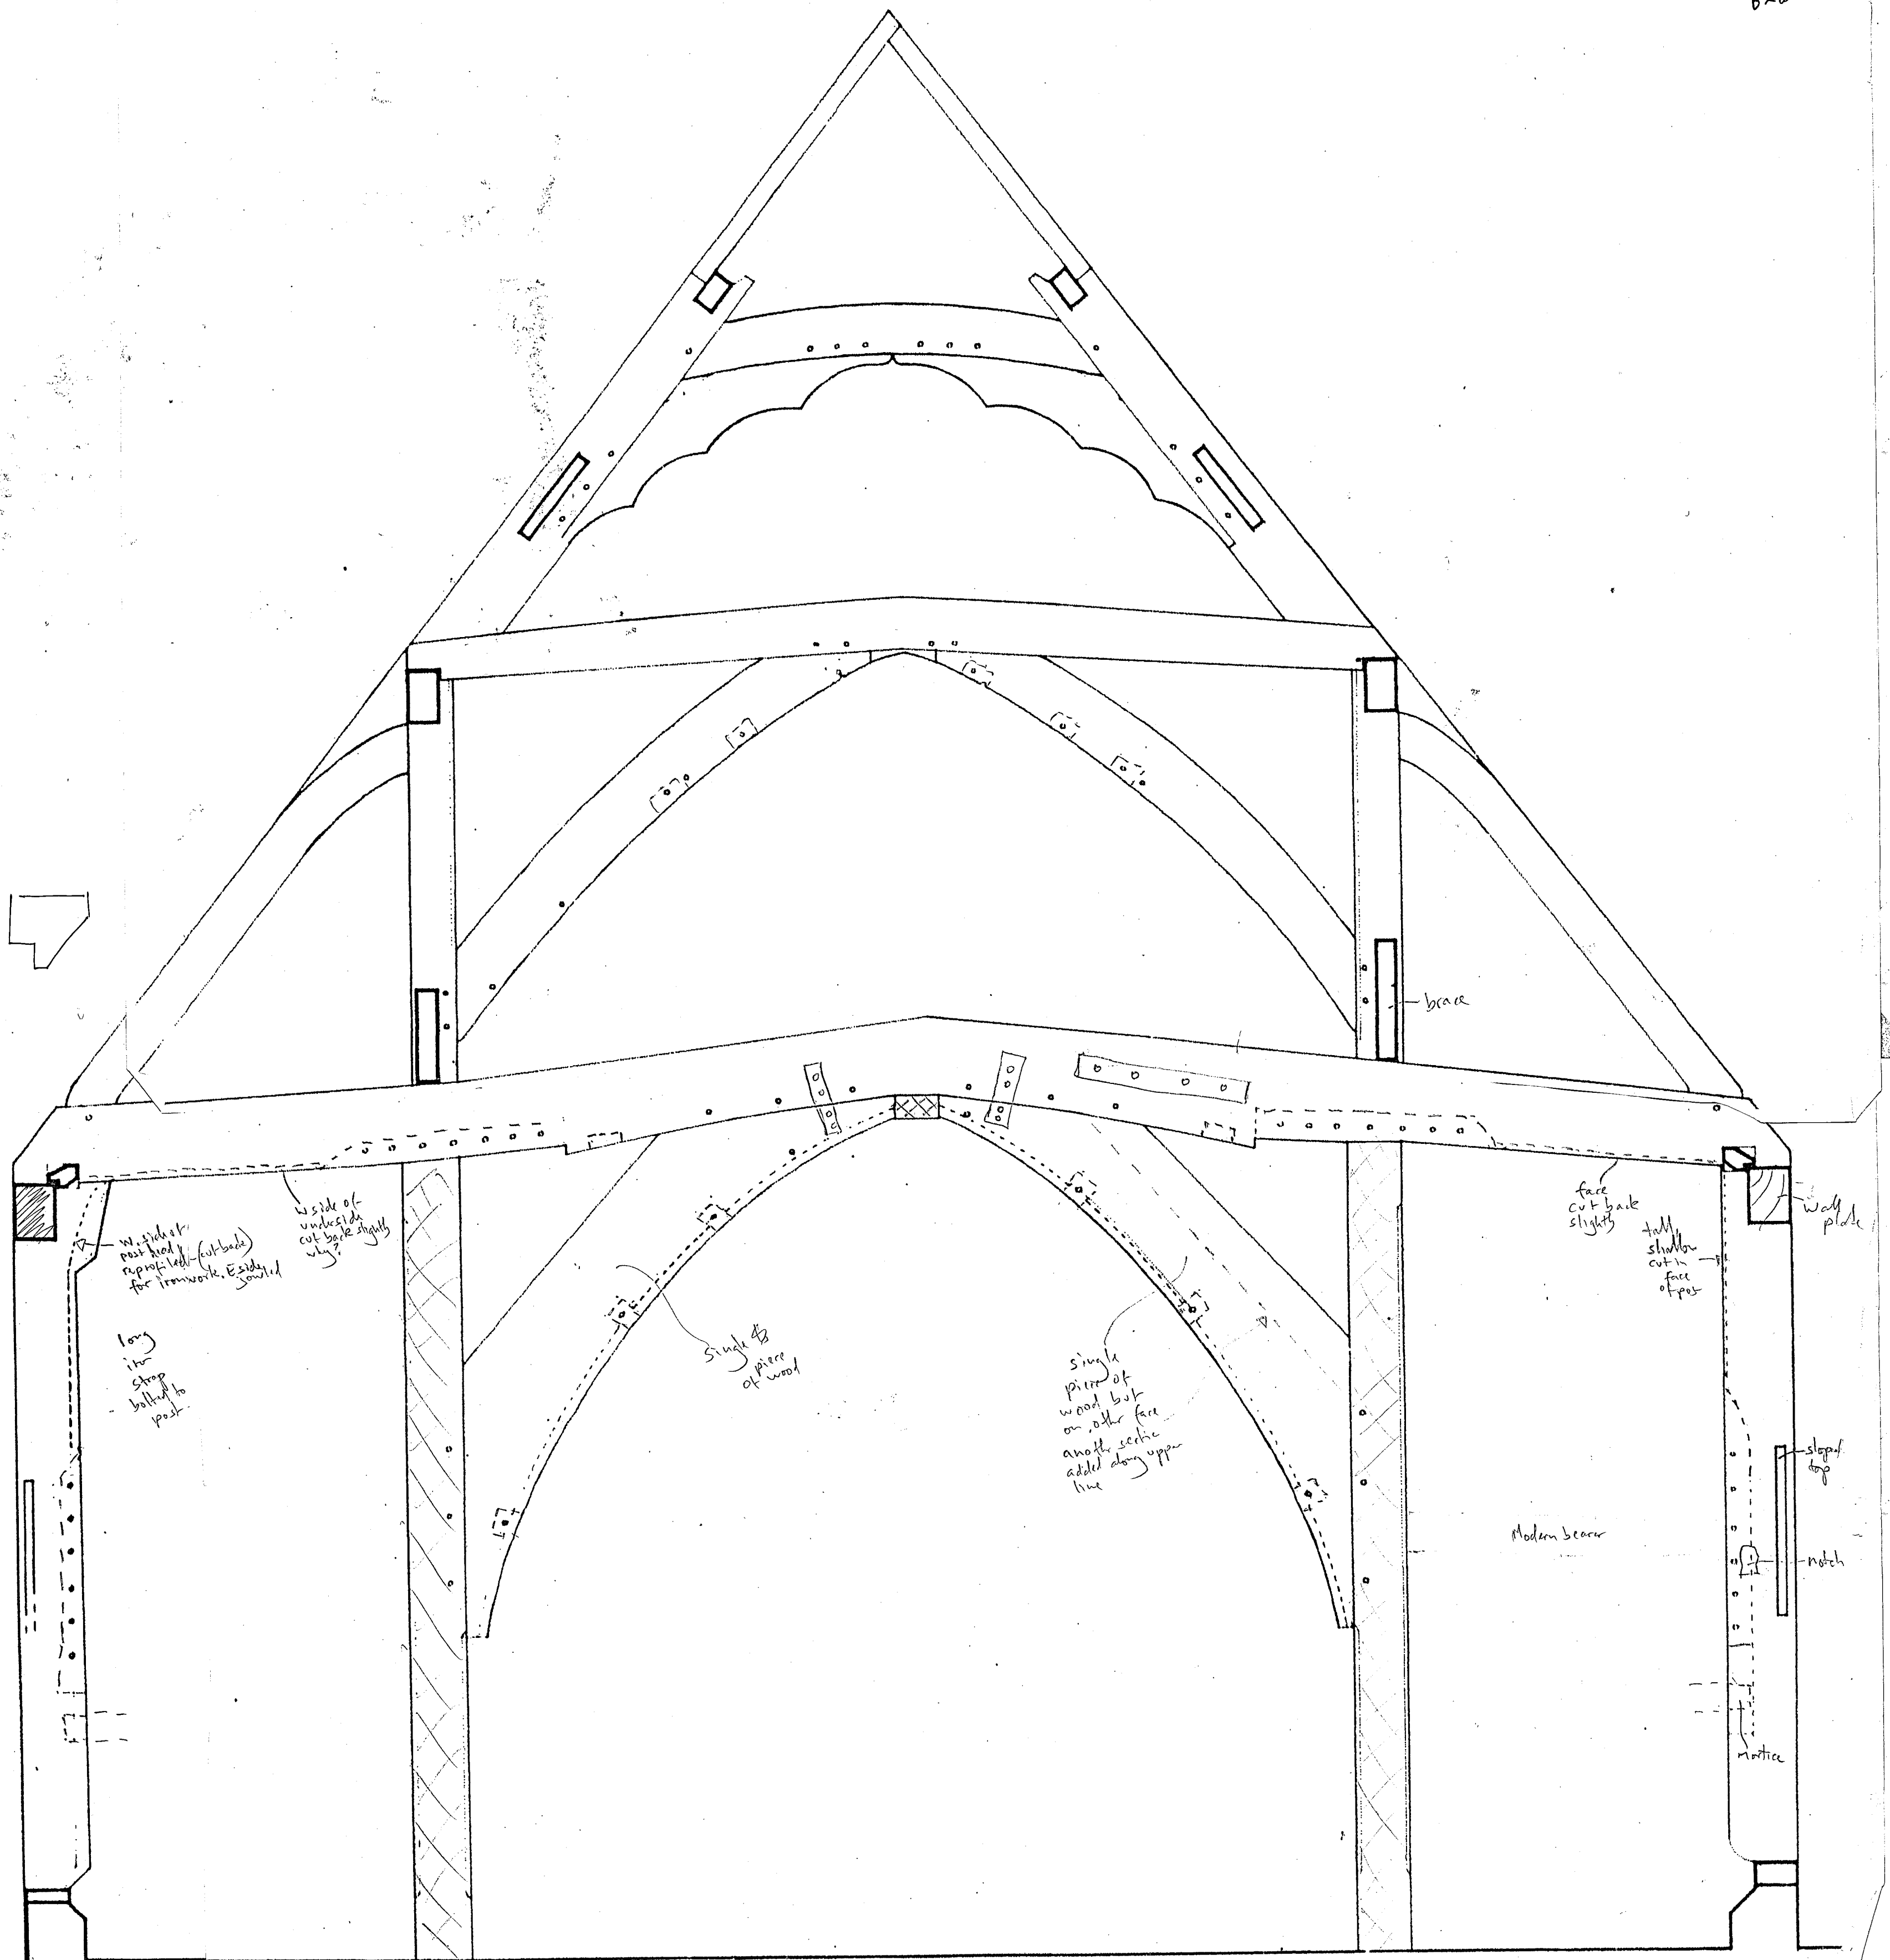 brace
W side of
underside
cut back slightly
why?
W. side of
post head
reprofiled (cut back)
for ironwork. E side
jowled
long
iron
strap
bolted to
post
single
piece
of wood
single
piece of
wood but
on other face
another section
added along upper
line
face
cut back
slightly
tall,
shallow
cut in
face
of post
wall
plate
sloped
top
notch
Modern bearer
mortice